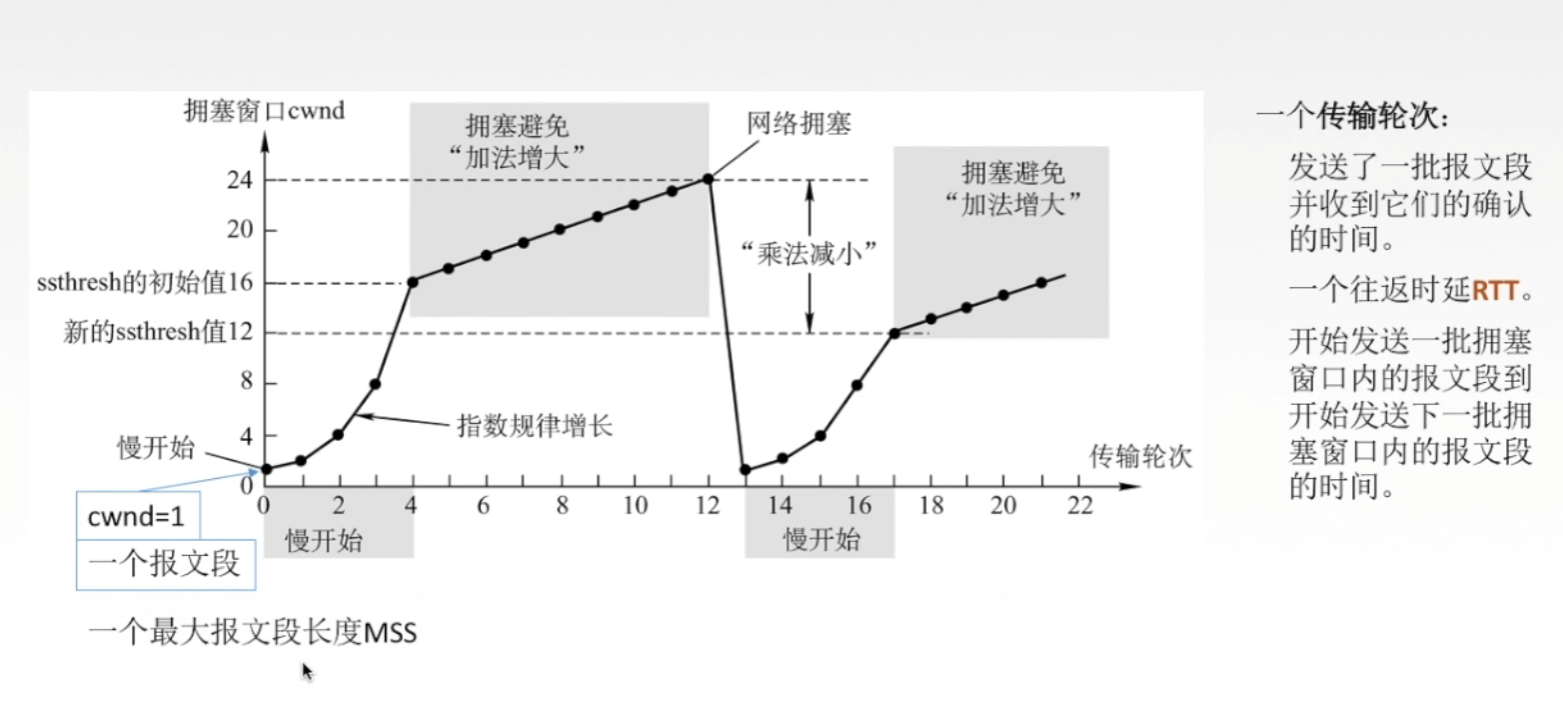 拥塞窗口cwnd
拥塞避免
“加法增大”
网络拥塞
24
20
ssthresh的初始值16
新的ssthresh值12
8
4
0
“乘法减小”
拥塞避免
“加法增大”
指数规律增长
慢开始
传输轮次
0 2 4 6 8 10 12 14 16 18 20 22
慢开始
慢开始
cwnd=1
一个报文段
一个最大报文段长度MSS
一个传输轮次：
发送了一批报文段
并收到它们的确认
的时间。
一个往返时延RTT。
开始发送一批拥塞
窗口内的报文段到
开始发送下一批拥
塞窗口内的报文段
的时间。